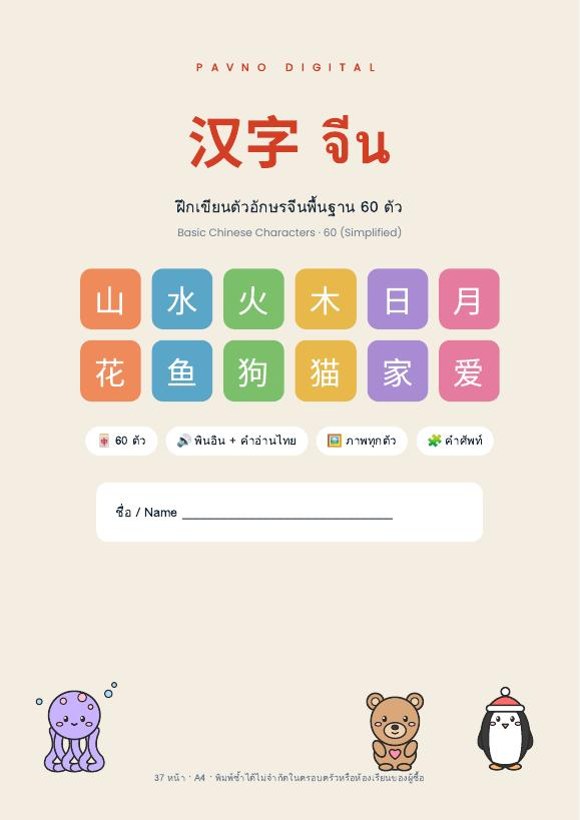 PAVNO DIGITAL
汉字 จีน
ฝึกเขียนตัวอักษรจีนพื้นฐาน 60 ตัว
Basic Chinese Characters · 60 (Simplified)
山 水 火 木 日 月
花 鱼 狗 猫 家 爱
60 ตัว พินอิน + คำอ่านไทย ภาพทุกตัว คำศัพท์
ชื่อ / Name ______________________________
37 หน้า · A4 · พิมพ์ซ้ำได้ไม่จำกัดในครอบครัวหรือห้องเรียนของผู้ซื้อ